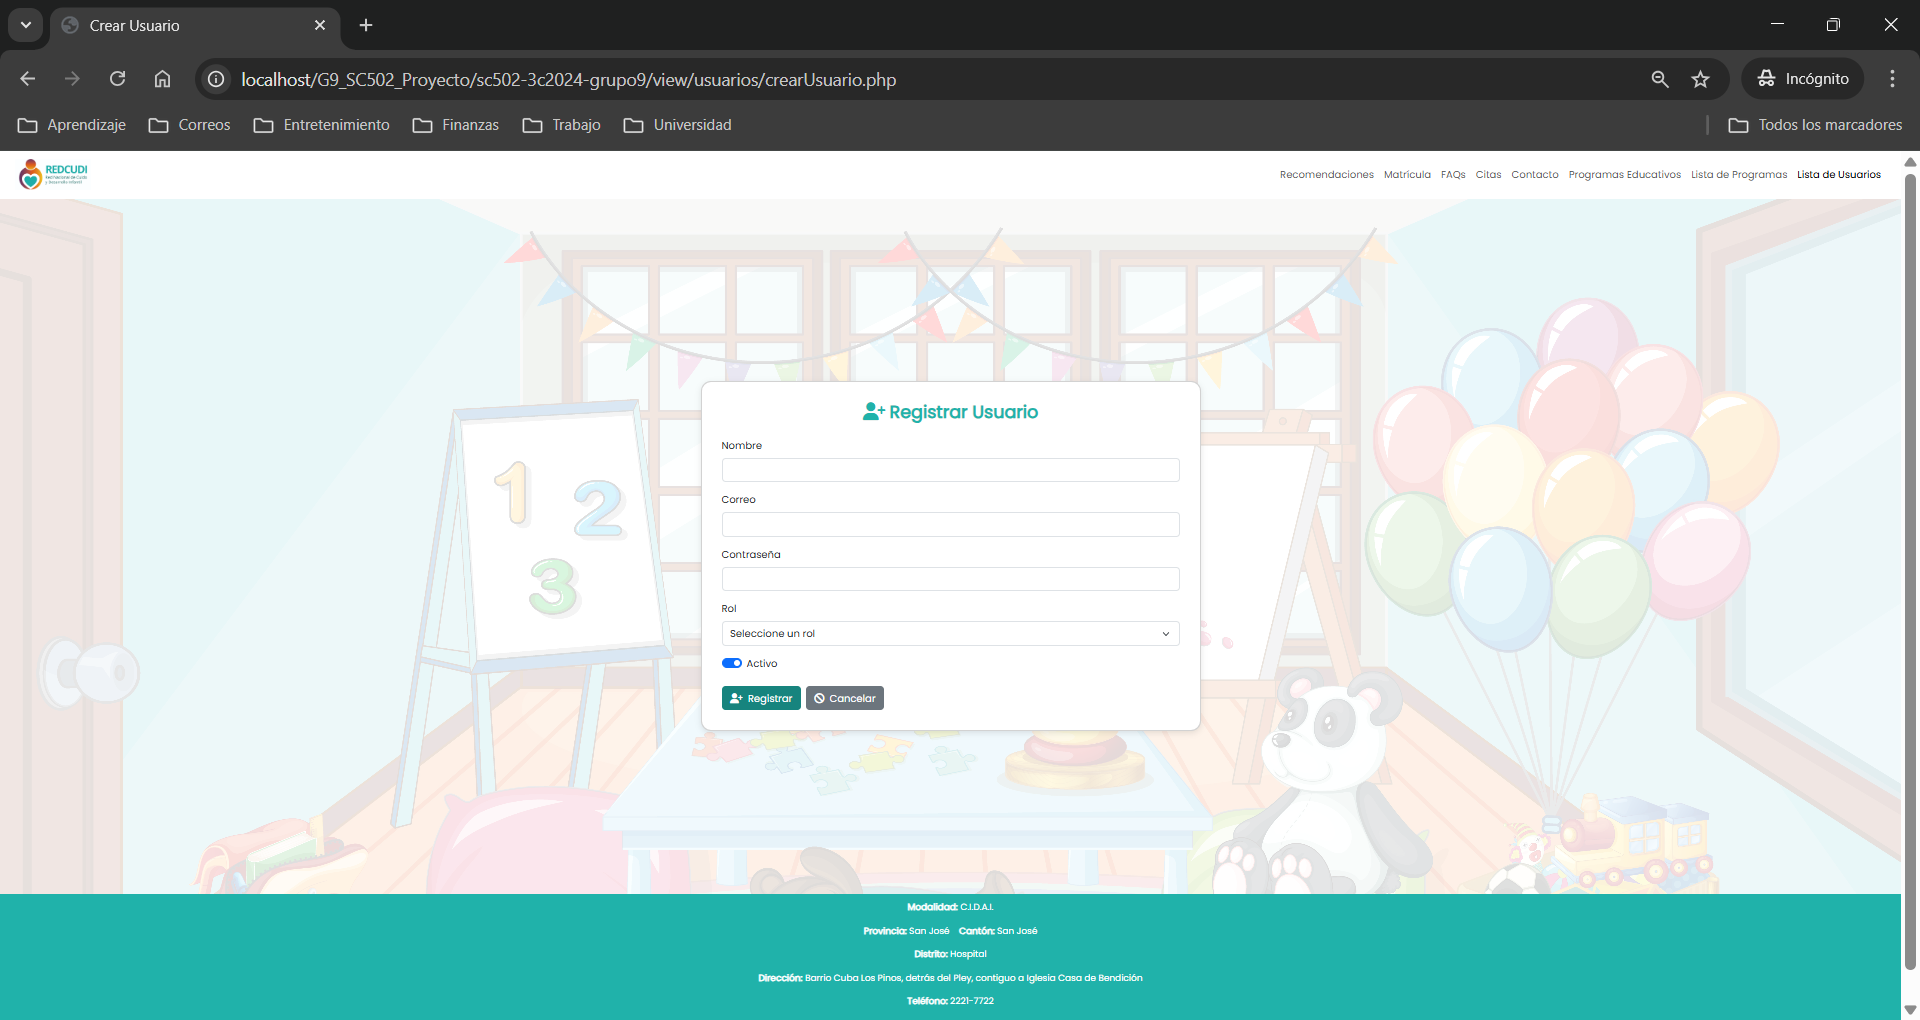 Crear Usuario
localhost/G9_SC502_Proyecto/sc502-3c2024-grupo9/view/usuarios/crearUsuario.php
Incógnito
Aprendizaje Correos Entretenimiento Finanzas Trabajo Universidad Todos los marcadores
REDCUDI
Recomendaciones Matrícula FAQs Citas Contacto Programas Educativos Lista de Programas Lista de Usuarios
1
2
3
Registrar Usuario
Nombre
Correo
Contraseña
Rol
Seleccione un rol
Activo
Registrar Cancelar
Modalidad: C.I.D.A.I.
Provincia: San José Cantón: San José
Distrito: Hospital
Dirección: Barrio Cuba Los Pinos, detrás del Pley, contiguo a Iglesia Casa de Bendición
Teléfono: 2221-7722